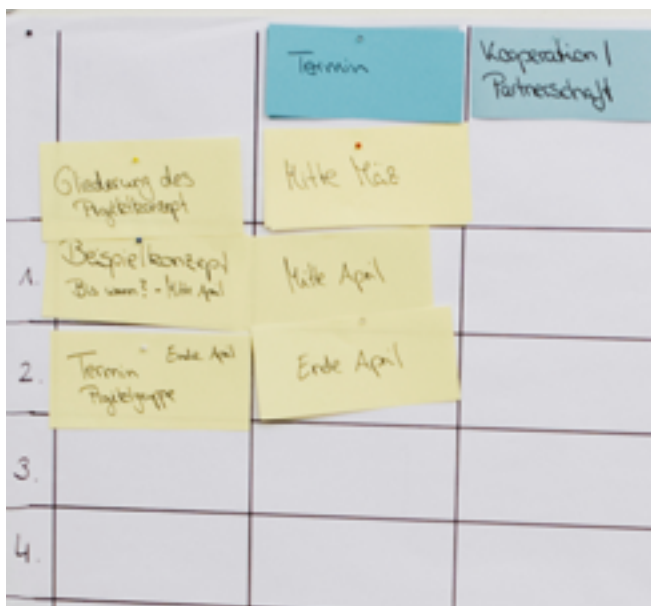 Termin
Kooperation/
Partnerschaft
Gliederung des
Projektkonzept
Mitte März
1.
Beispielkonzept
Bis wann? - Mitte April
Mitte April
2.
Termin Ende April
Projektgruppe
Ende April
3.
4.